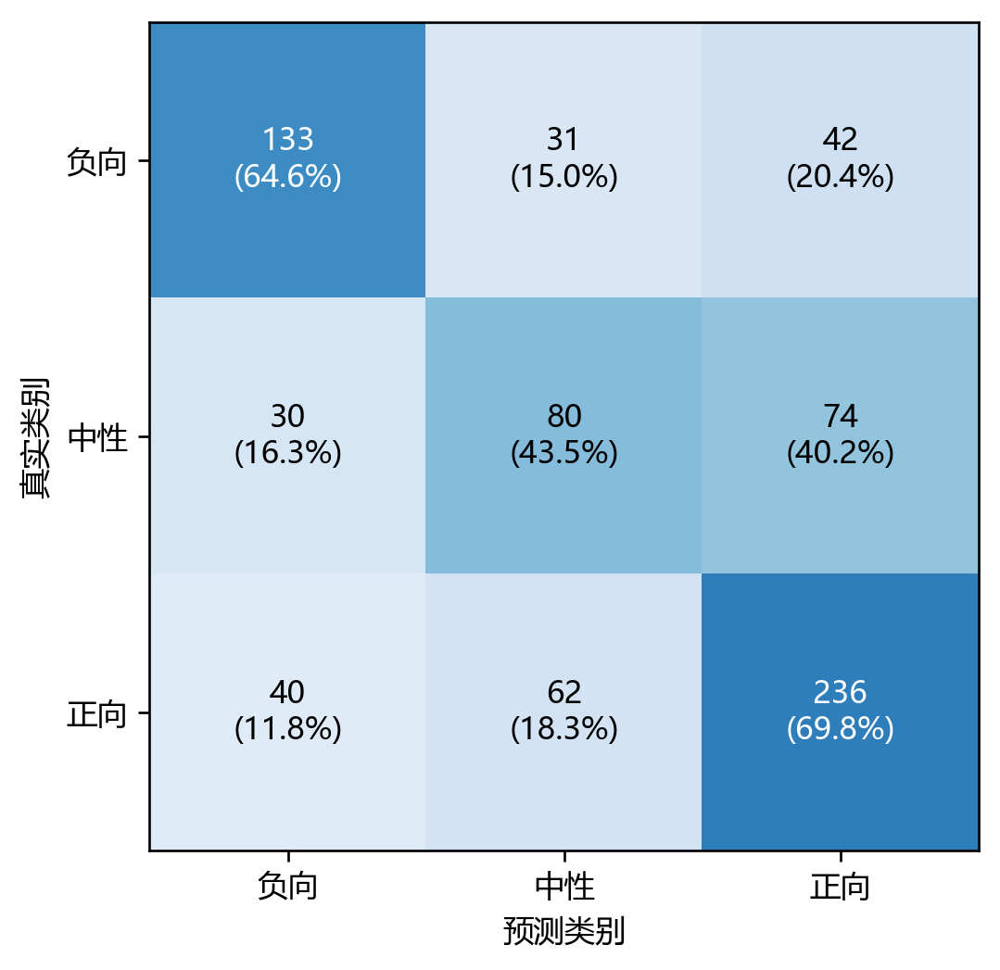 负向
133
(64.6%)
31
(15.0%)
42
(20.4%)
真实类别
中性
30
(16.3%)
80
(43.5%)
74
(40.2%)
正向
40
(11.8%)
62
(18.3%)
236
(69.8%)
负向
中性
正向
预测类别